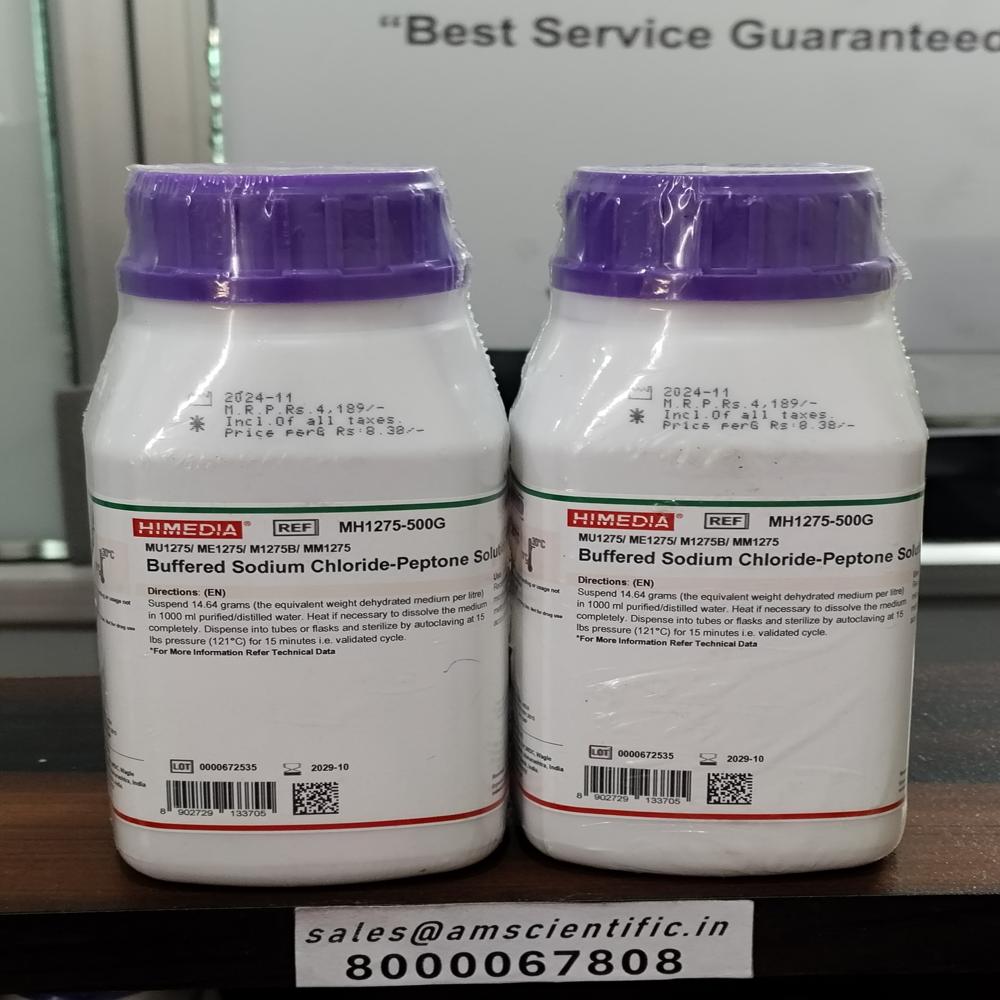 “Best Service Guaranteed
2024-11
M.R.P.Rs.4,189/-
Incl.Of all taxes.
Price perG Rs:8.38/-
HIMEDIA® REF MH1275-500G
MU1275/ ME1275/ M1275B/ MM1275
Buffered Sodium Chloride-Peptone Solut
Directions: (EN)
Suspend 14.64 grams (the equivalent weight dehydrated medium per litre)
in 1000 ml purified/distilled water. Heat if necessary to dissolve the medium
completely. Dispense into tubes or flasks and sterilize by autoclaving at 15
lbs pressure (121°C) for 15 minutes i.e. validated cycle.
*For More Information Refer Technical Data
LOT 0000672535 2029-10
8 902729 133705
2024-11
M.R.P.Rs.4,189/-
Incl.Of all taxes.
Price perG Rs:8.38/-
HIMEDIA® REF MH1275-500G
MU1275/ ME1275/ M1275B/ MM1275
Buffered Sodium Chloride-Peptone Solu
Directions: (EN)
Suspend 14.64 grams (the equivalent weight dehydrated medium per litre)
in 1000 ml purified/distilled water. Heat if necessary to dissolve the medium
completely. Dispense into tubes or flasks and sterilize by autoclaving at 15
lbs pressure (121°C) for 15 minutes i.e. validated cycle.
*For More Information Refer Technical Data
LOT 0000672535 2029-10
8 902729 133705
sales@amscientific.in
8000067808